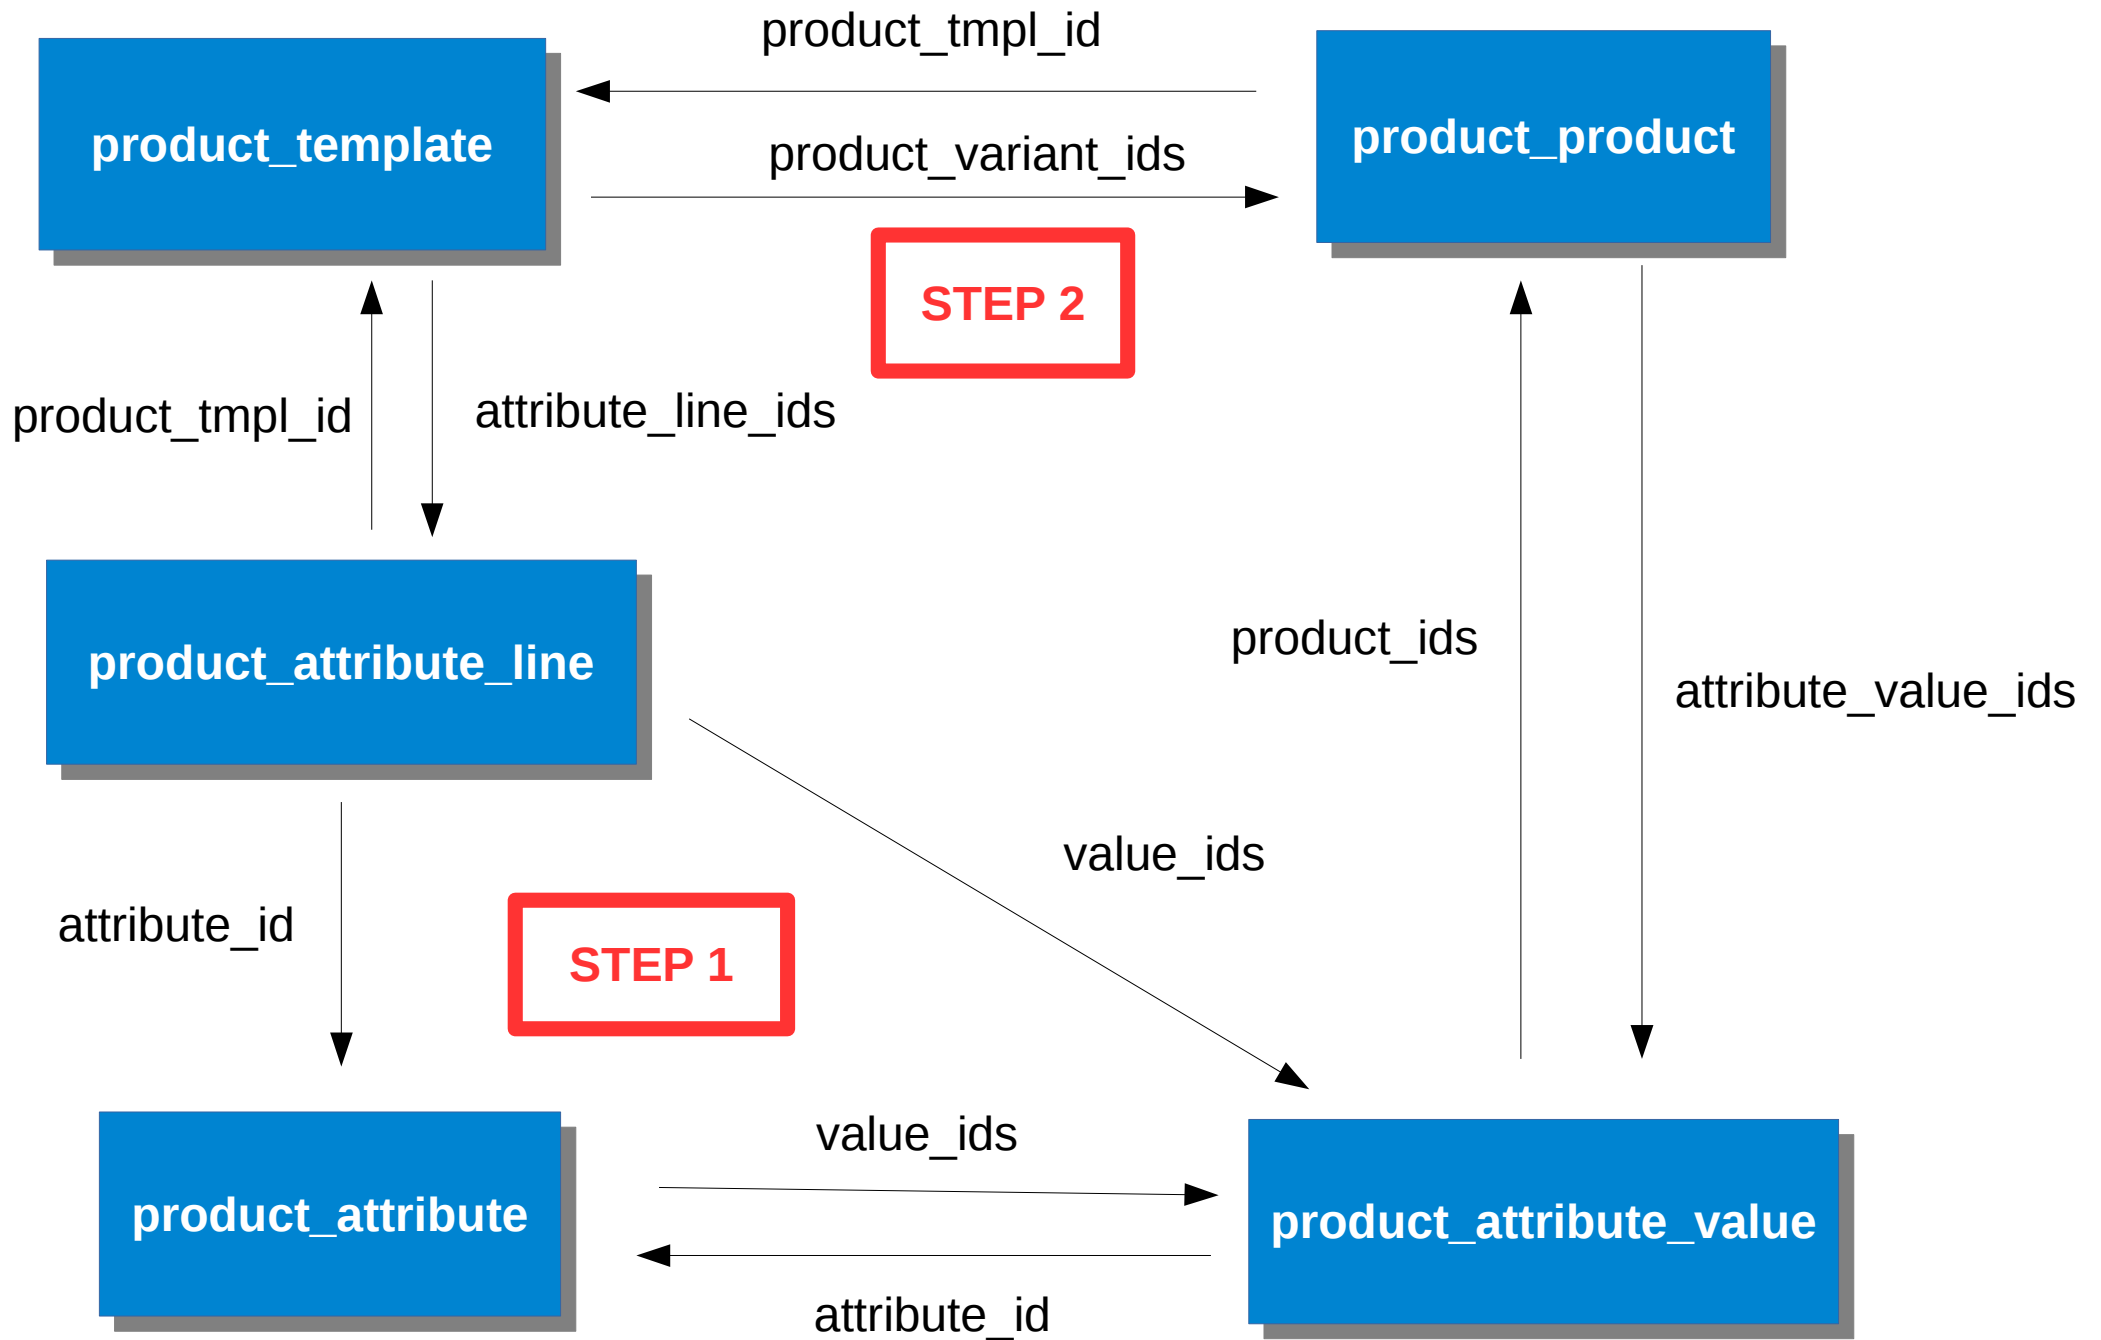 product_tmpl_id
product_template
product_product
product_variant_ids
STEP 2
product_tmpl_id
attribute_line_ids
product_attribute_line
product_ids
attribute_value_ids
value_ids
attribute_id
STEP 1
value_ids
product_attribute
product_attribute_value
attribute_id